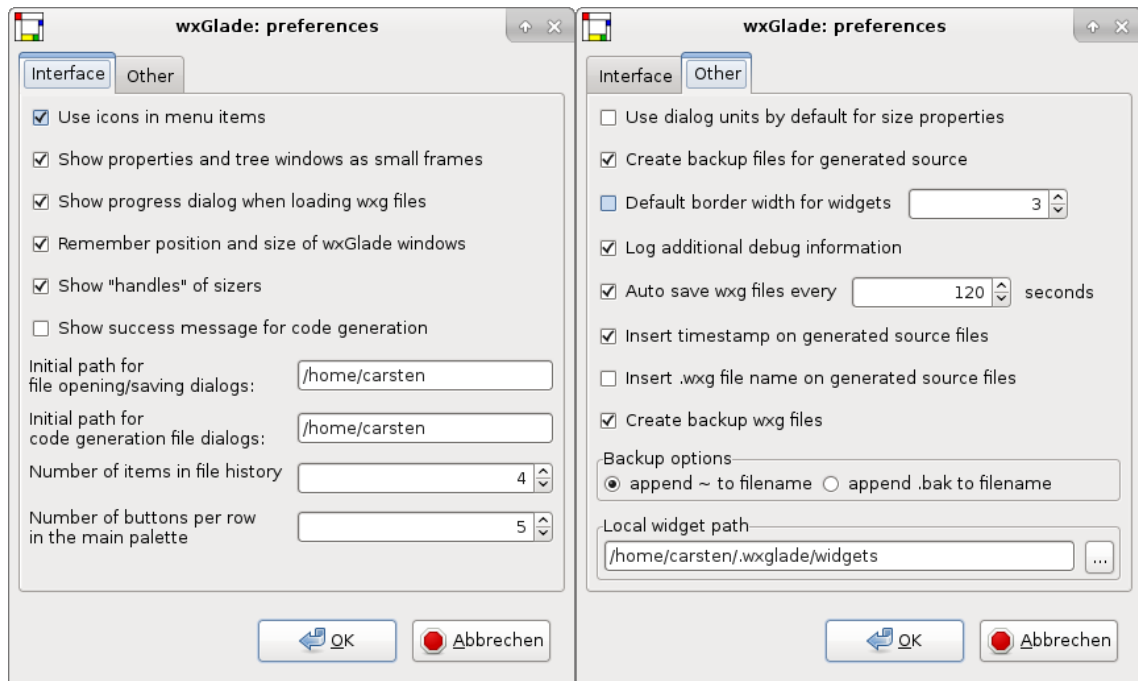 wxGlade: preferences
Interface Other
Use icons in menu items
Show properties and tree windows as small frames
Show progress dialog when loading wxg files
Remember position and size of wxGlade windows
Show "handles" of sizers
Show success message for code generation
Initial path for
file opening/saving dialogs:
/home/carsten
Initial path for
code generation file dialogs:
/home/carsten
Number of items in file history 4
Number of buttons per row
in the main palette
5
OK Abbrechen
wxGlade: preferences
Interface Other
Use dialog units by default for size properties
Create backup files for generated source
Default border width for widgets 3
Log additional debug information
Auto save wxg files every 120 seconds
Insert timestamp on generated source files
Insert .wxg file name on generated source files
Create backup wxg files
Backup options
append ~ to filename append .bak to filename
Local widget path
/home/carsten/.wxglade/widgets ...
OK Abbrechen